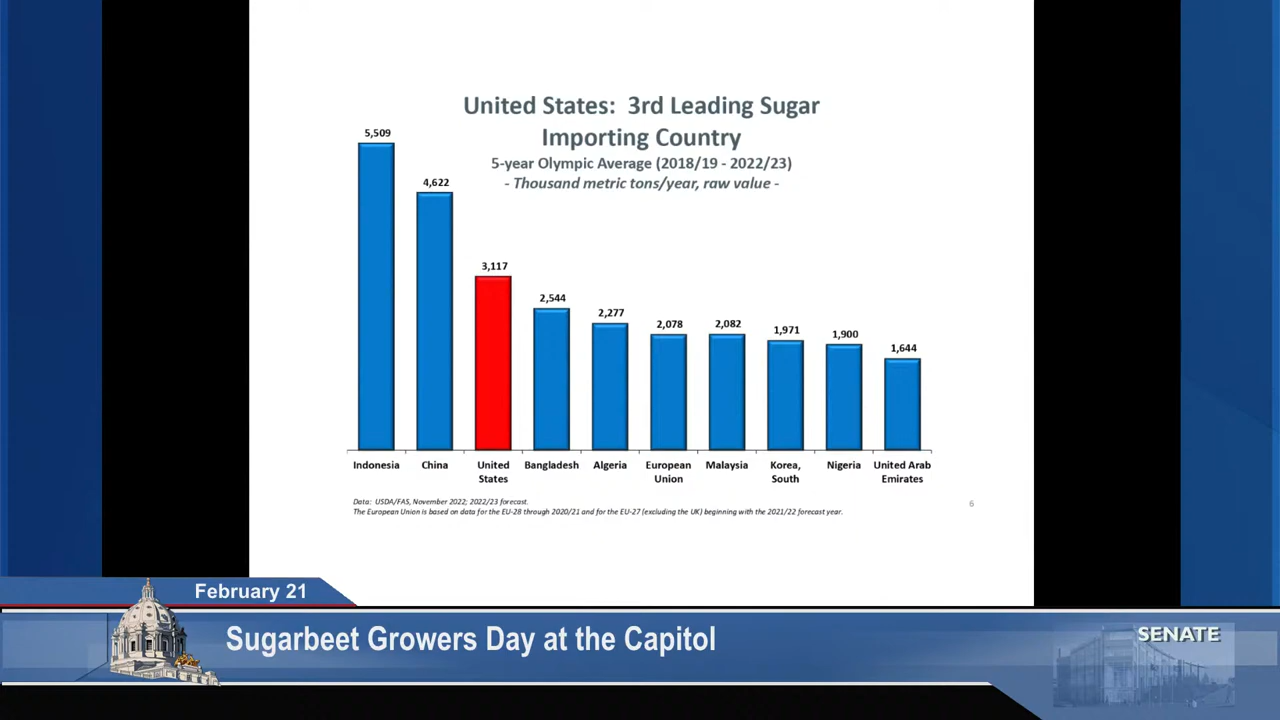 United States: 3rd Leading Sugar
Importing Country
5-year Olympic Average (2018/19 - 2022/23)
- Thousand metric tons/year, raw value -
5,509
4,622
3,117
2,544
2,277
2,078
2,082
1,971
1,900
1,644
Indonesia
China
United
States
Bangladesh
Algeria
European
Union
Malaysia
Korea,
South
Nigeria
United Arab
Emirates
Data: USDA/FAS, November 2022; 2022/23 forecast.
The European Union is based on data for the EU-28 through 2020/21 and for the EU-27 (excluding the UK) beginning with the 2021/22 forecast year.
6
February 21
Sugarbeet Growers Day at the Capitol
SENATE